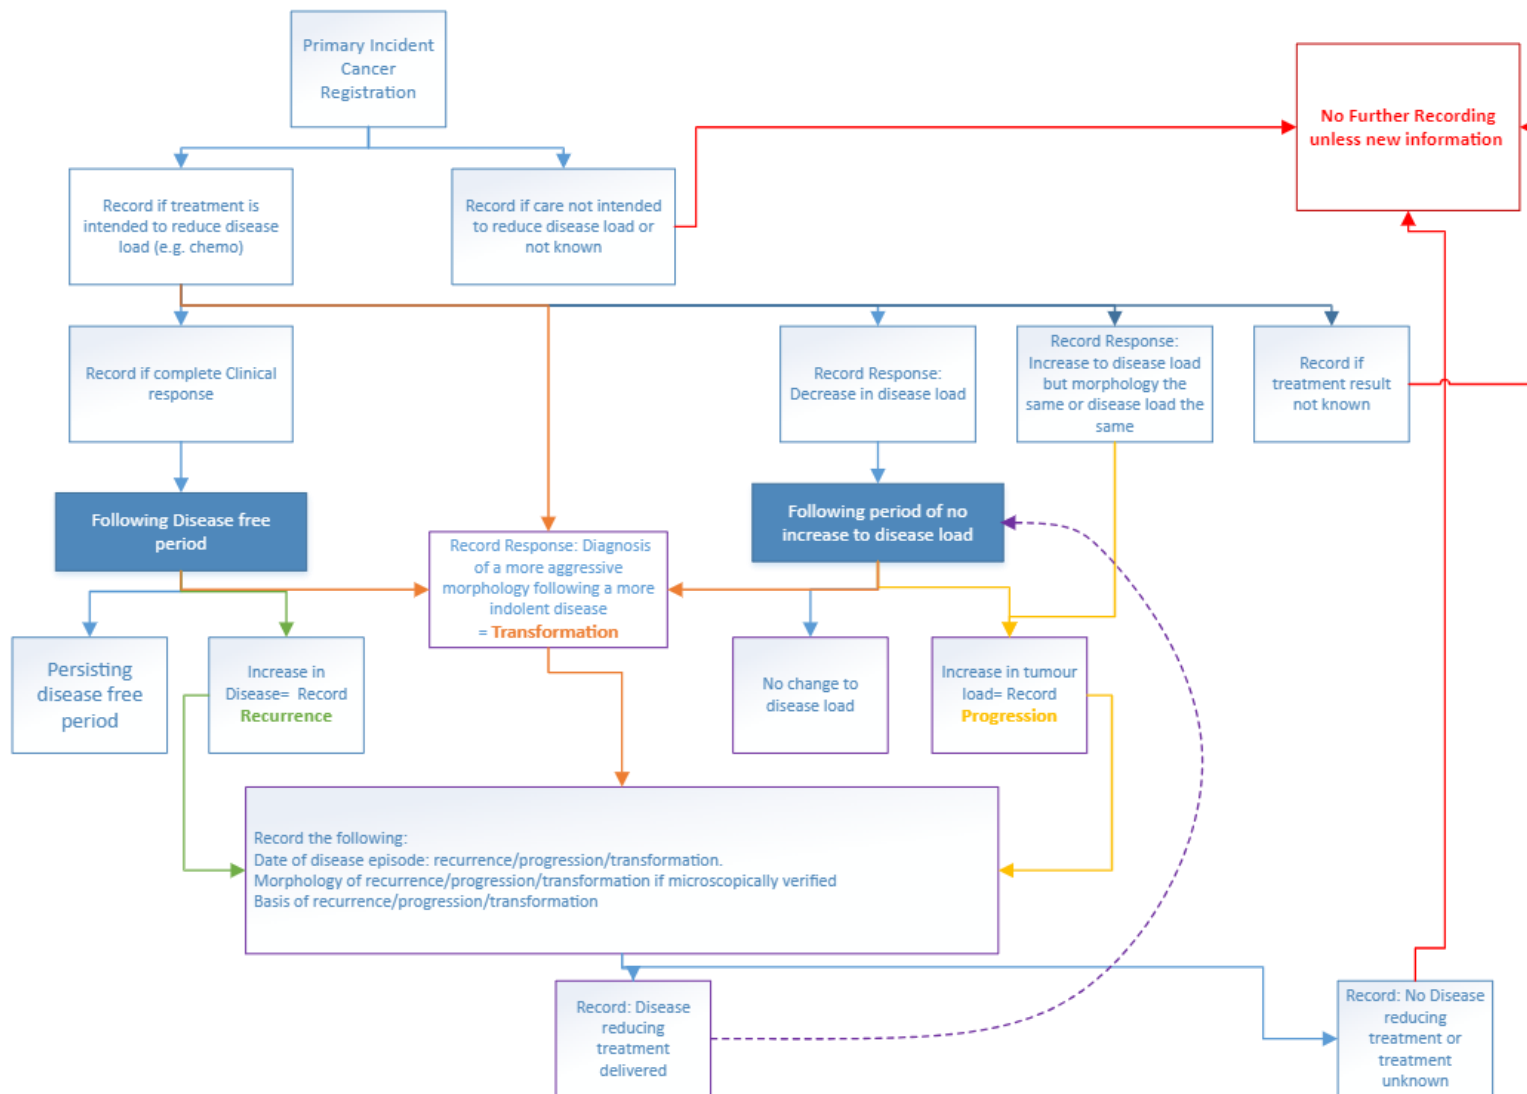 Primary Incident
Cancer
Registration
No Further Recording
unless new information
Record if treatment is
intended to reduce disease
load (e.g. chemo)
Record if care not intended
to reduce disease load or
not known
Record if complete Clinical
response
Record Response:
Decrease in disease load
Record Response:
Increase to disease load
but morphology the
same or disease load the
same
Record if
treatment result
not known
Following Disease free
period
Record Response: Diagnosis
of a more aggressive
morphology following a more
indolent disease
= Transformation
Following period of no
increase to disease load
Persisting
disease free
period
Increase in
Disease= Record
Recurrence
No change to
disease load
Increase in tumour
load= Record
Progression
Record the following:
Date of disease episode: recurrence/progression/transformation.
Morphology of recurrence/progression/transformation if microscopically verified
Basis of recurrence/progression/transformation
Record: Disease
reducing
treatment
delivered
Record: No Disease
reducing
treatment or
treatment
unknown